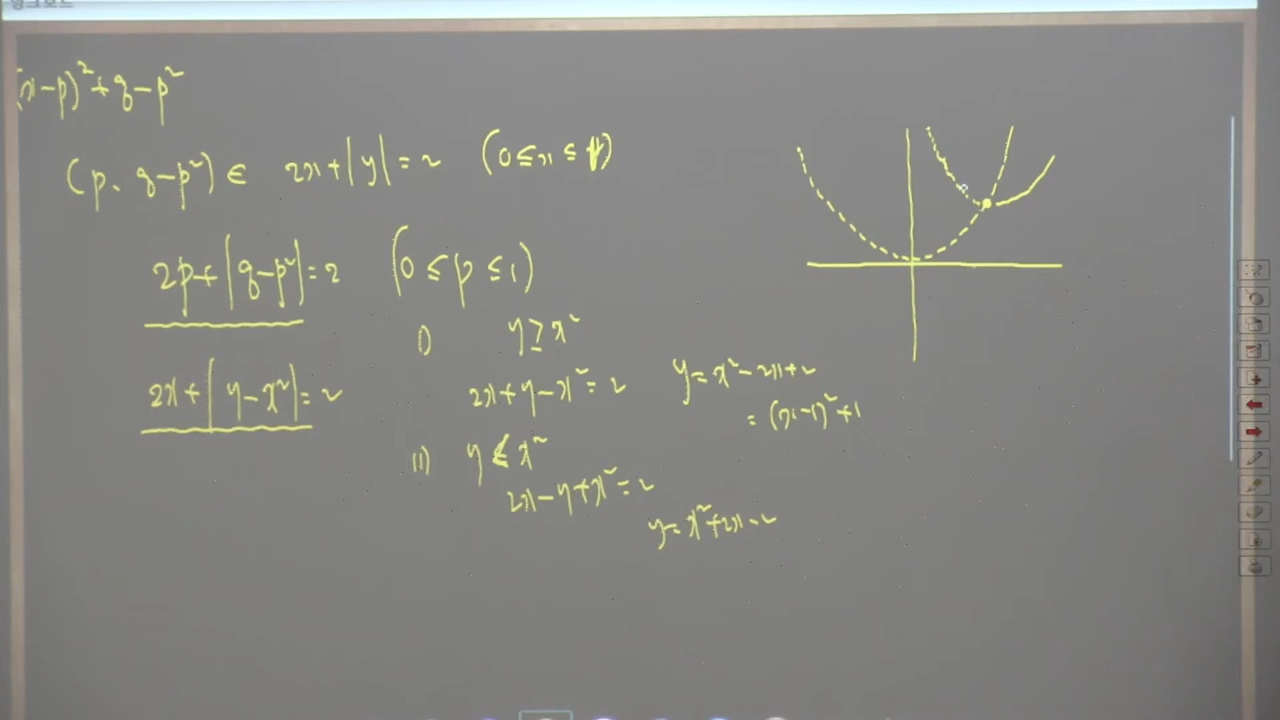 (x-p)²+q-p²
(p, q-p²) ∈ 2x+|y|=2 (0≤x≤1)
2p+|q-p²|=2 (0≤p≤1)
i) y≥x²
2x+|y-x²|=2
2x+y-x²=2
y=x²-2x+2
=(x-1)²+1
ii) y<x²
2x-y+x²=2
y=x²+2x-2